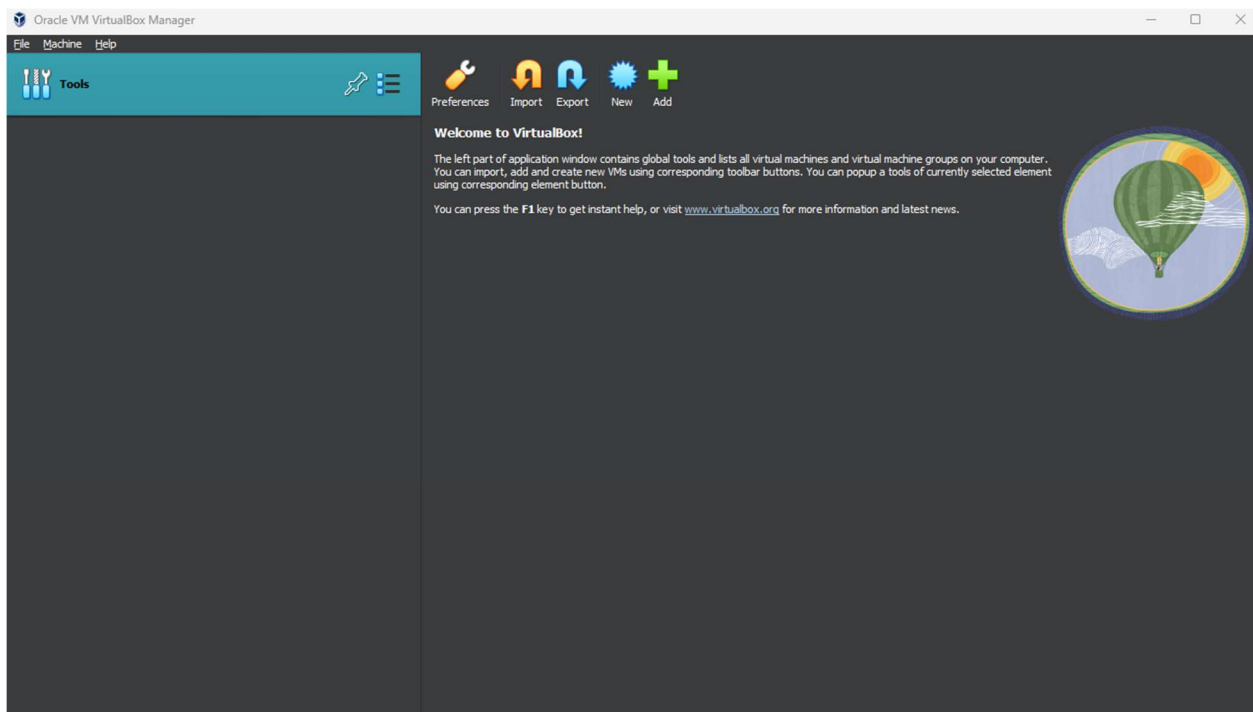 Oracle VM VirtualBox Manager
File Machine Help
Tools
Preferences Import Export New Add
Welcome to VirtualBox!
The left part of application window contains global tools and lists all virtual machines and virtual machine groups on your computer.
You can import, add and create new VMs using corresponding toolbar buttons. You can popup a tools of currently selected element
using corresponding element button.
You can press the F1 key to get instant help, or visit www.virtualbox.org for more information and latest news.